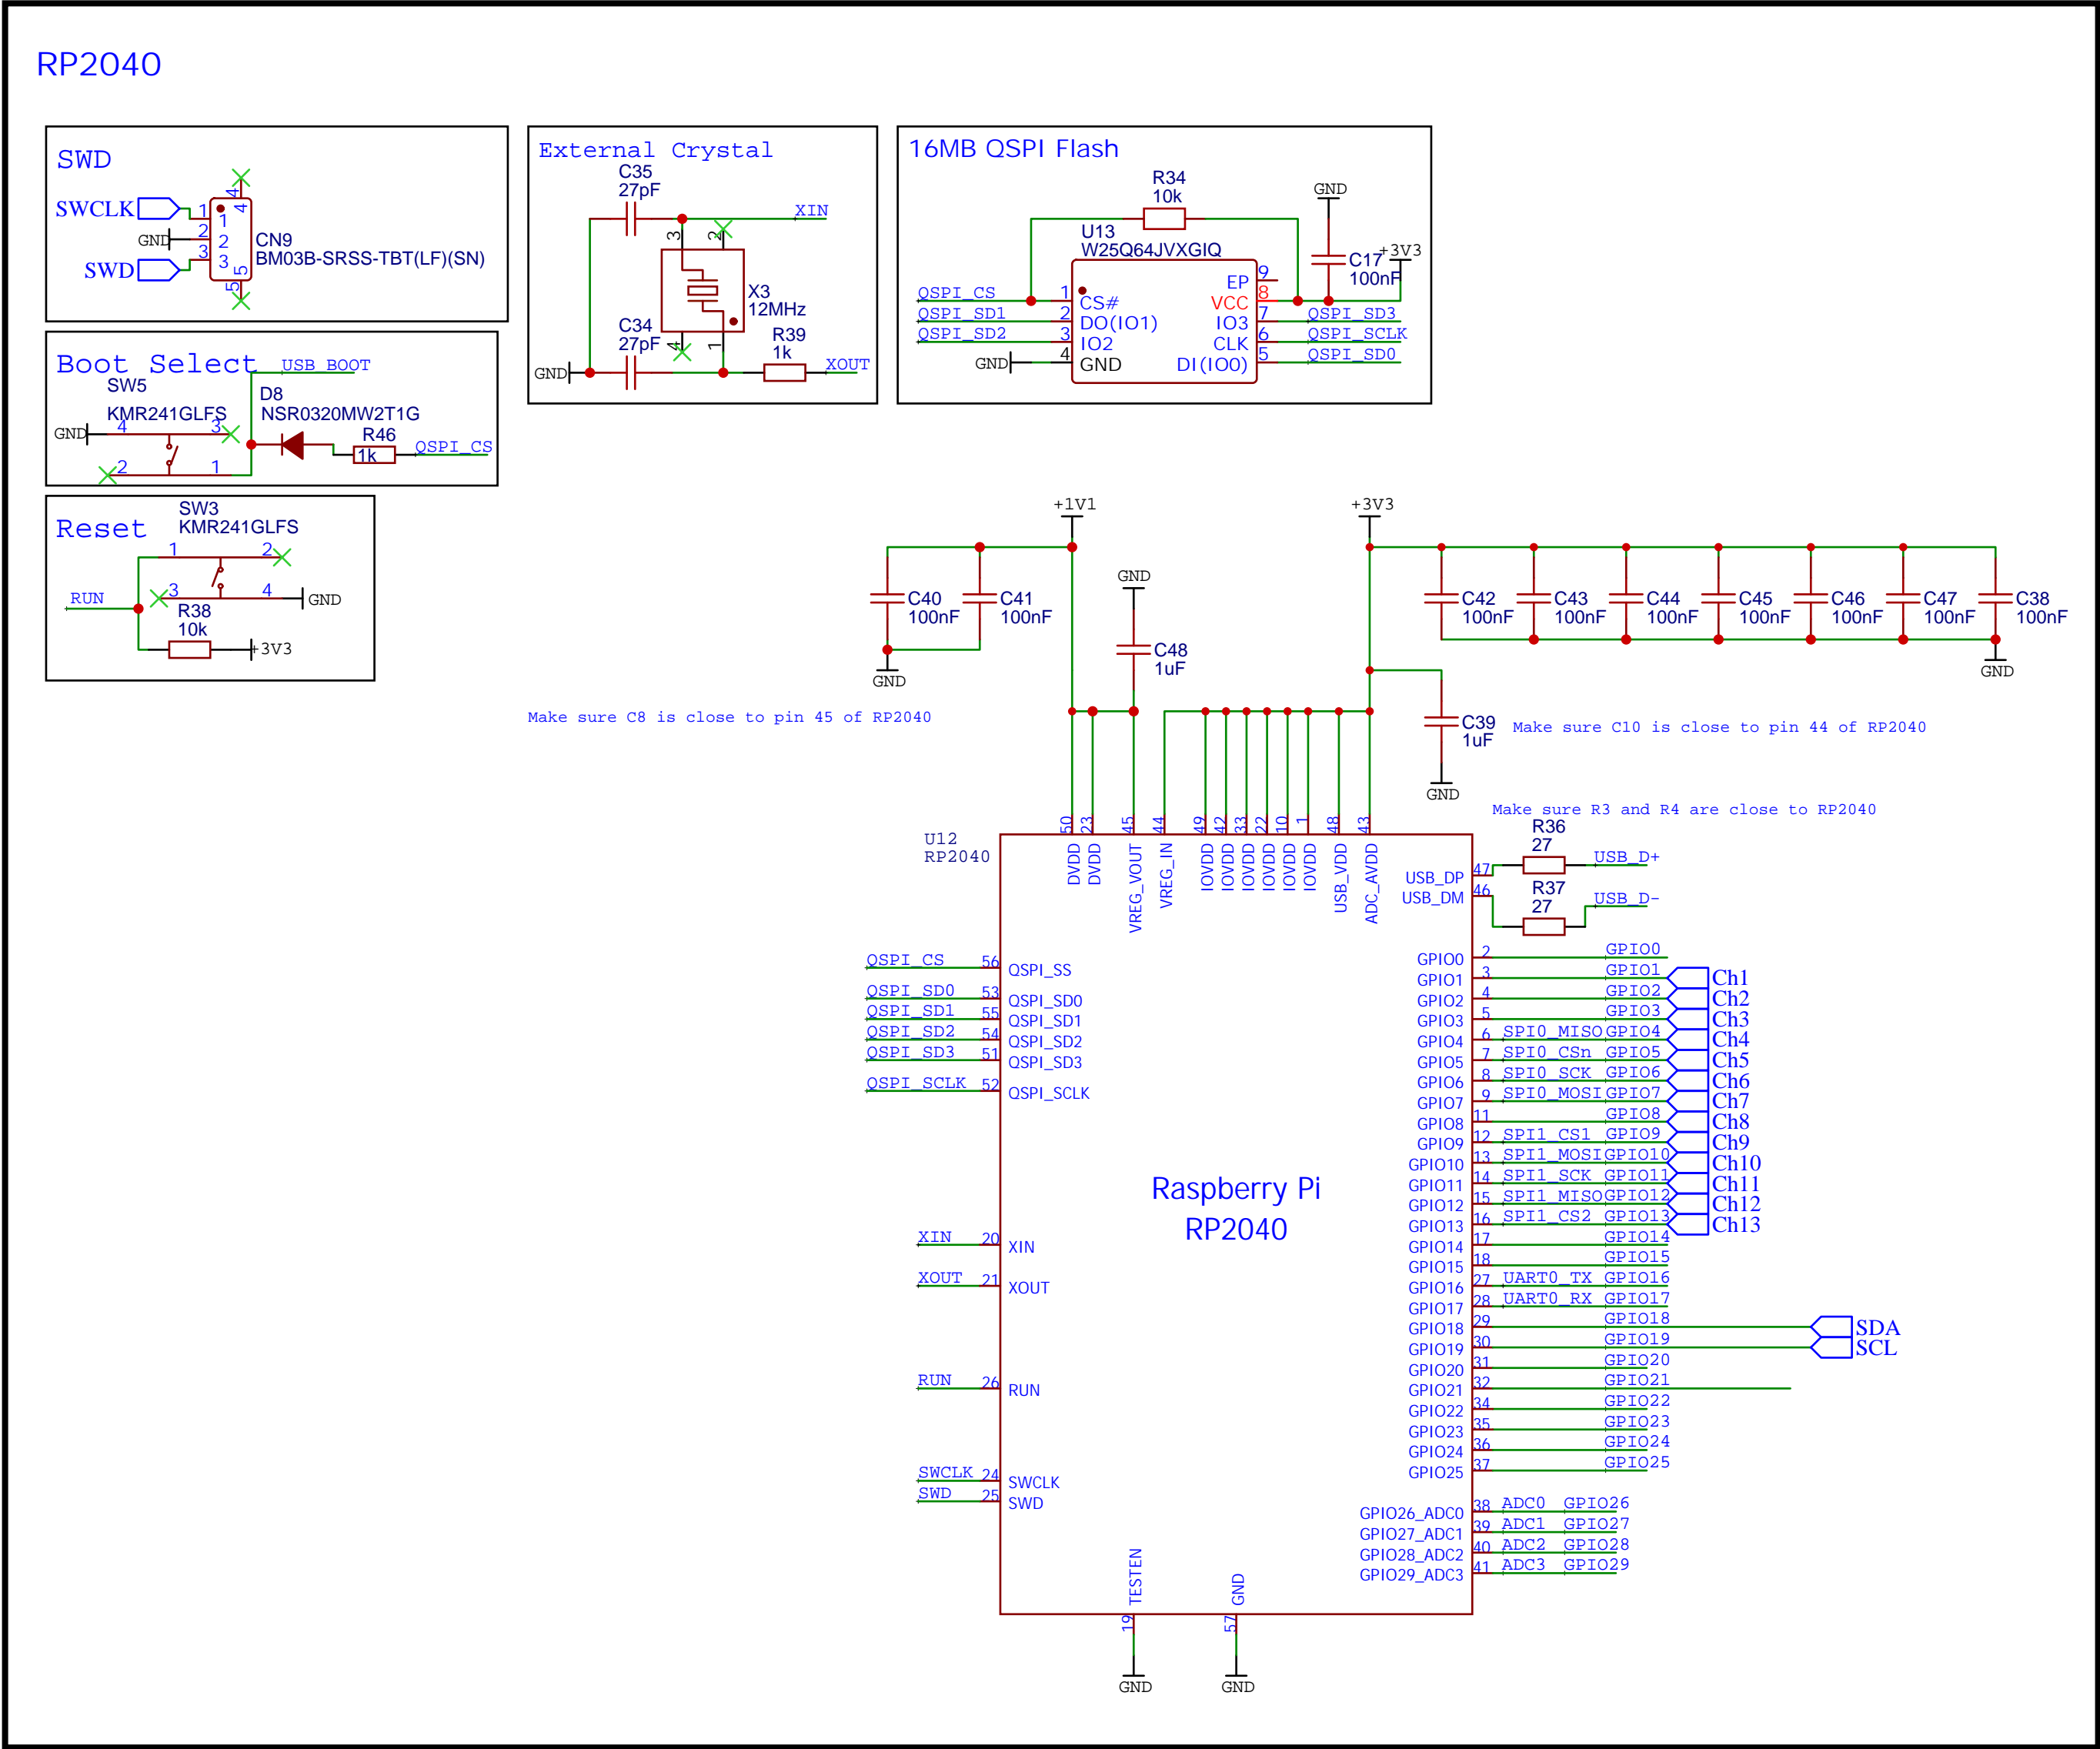 RP2040
SWD
SWCLK
GND
SWD
1
2
3
4
5
1
2
3
4
5
CN9
BM03B-SRSS-TBT(LF)(SN)
External Crystal
C35
27pF
XIN
3
2
X3
12MHz
C34
27pF
4
1
R39
1k
XOUT
GND
16MB QSPI Flash
R34
10k
GND
U13
W25Q64JVXGIQ
C17
100nF
+3V3
QSPI_CS
QSPI_SD1
QSPI_SD2
GND
1
2
3
4
CS#
DO(IO1)
IO2
GND
EP
VCC
IO3
CLK
DI(IO0)
9
8
7
6
5
QSPI_SD3
QSPI_SCLK
QSPI_SD0
Boot Select
USB_BOOT
SW5
KMR241GLFS
D8
NSR0320MW2T1G
GND
4
3
2
1
R46
1k
QSPI_CS
Reset
SW3
KMR241GLFS
1
2
3
4
GND
RUN
R38
10k
+3V3
+1V1
+3V3
C40
100nF
C41
100nF
GND
GND
C48
1uF
C42
100nF
C43
100nF
C44
100nF
C45
100nF
C46
100nF
C47
100nF
C38
100nF
GND
Make sure C8 is close to pin 45 of RP2040
C39
1uF
GND
Make sure C10 is close to pin 44 of RP2040
Make sure R3 and R4 are close to RP2040
U12
RP2040
50
23
45
44
49
42
33
22
10
1
48
43
DVDD
DVDD
VREG_VOUT
VREG_IN
IOVDD
IOVDD
IOVDD
IOVDD
IOVDD
IOVDD
USB_VDD
ADC_AVDD
R36
27
USB_D+
USB_DP 47
USB_DM 46
R37
27
USB_D-
QSPI_CS 56 QSPI_SS
QSPI_SD0 53 QSPI_SD0
QSPI_SD1 55 QSPI_SD1
QSPI_SD2 54 QSPI_SD2
QSPI_SD3 51 QSPI_SD3
QSPI_SCLK 52 QSPI_SCLK
XIN 20 XIN
XOUT 21 XOUT
RUN 26 RUN
SWCLK 24 SWCLK
SWD 25 SWD
Raspberry Pi
RP2040
GPIO0 2 GPIO0
GPIO1 3 GPIO1 Ch1
GPIO2 4 GPIO2 Ch2
GPIO3 5 GPIO3 Ch3
GPIO4 6 SPI0_MISO GPIO4 Ch4
GPIO5 7 SPI0_CSn GPIO5 Ch5
GPIO6 8 SPI0_SCK GPIO6 Ch6
GPIO7 9 SPI0_MOSI GPIO7 Ch7
GPIO8 11 GPIO8 Ch8
GPIO9 12 SPI1_CS1 GPIO9 Ch9
GPIO10 13 SPI1_MOSI GPIO10 Ch10
GPIO11 14 SPI1_SCK GPIO11 Ch11
GPIO12 15 SPI1_MISO GPIO12 Ch12
GPIO13 16 SPI1_CS2 GPIO13 Ch13
GPIO14 17 GPIO14
GPIO15 18 GPIO15
GPIO16 27 UART0_TX GPIO16
GPIO17 28 UART0_RX GPIO17
GPIO18 29 GPIO18 SDA
GPIO19 30 GPIO19 SCL
GPIO20 31 GPIO20
GPIO21 32 GPIO21
GPIO22 34 GPIO22
GPIO23 35 GPIO23
GPIO24 36 GPIO24
GPIO25 37 GPIO25
GPIO26_ADC0 38 ADC0 GPIO26
GPIO27_ADC1 39 ADC1 GPIO27
GPIO28_ADC2 40 ADC2 GPIO28
GPIO29_ADC3 41 ADC3 GPIO29
TESTEN
GND
19
57
GND
GND